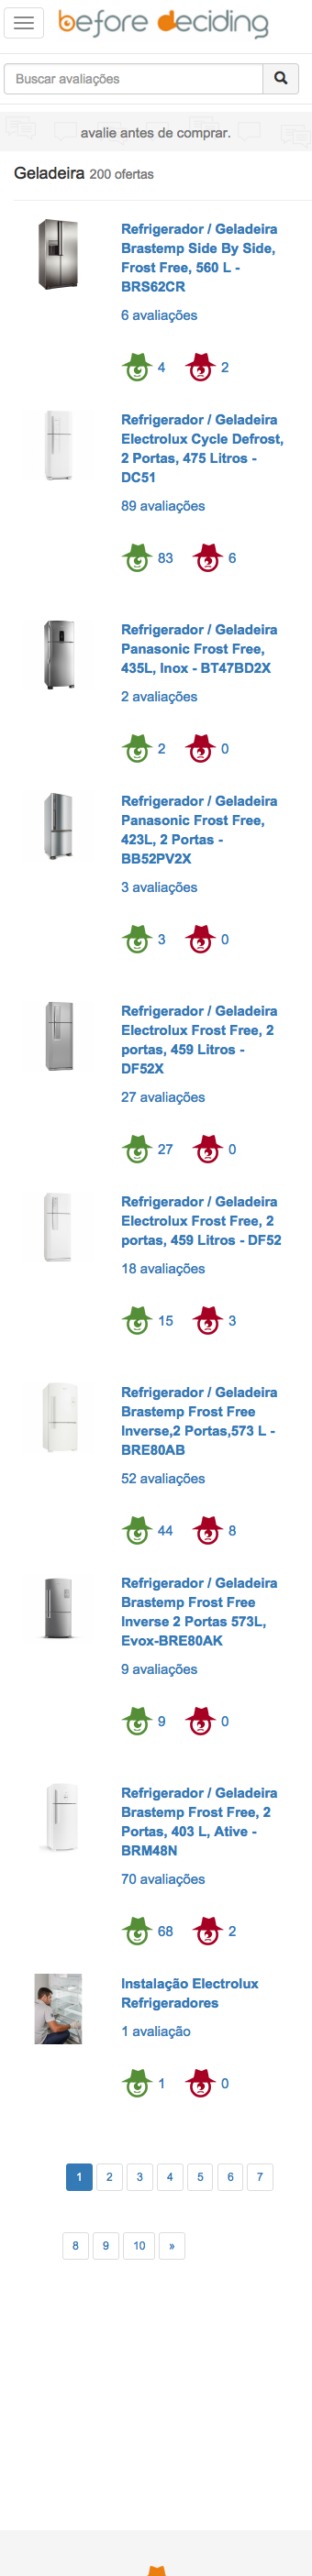 before deciding
Buscar avaliações
avalie antes de comprar.
Geladeira 200 ofertas
Refrigerador / Geladeira
Brastemp Side By Side,
Frost Free, 560 L -
BRS62CR
6 avaliações
4 2
Refrigerador / Geladeira
Electrolux Cycle Defrost,
2 Portas, 475 Litros -
DC51
89 avaliações
83 6
Refrigerador / Geladeira
Panasonic Frost Free,
435L, Inox - BT47BD2X
2 avaliações
2 0
Refrigerador / Geladeira
Panasonic Frost Free,
423L, 2 Portas -
BB52PV2X
3 avaliações
3 0
Refrigerador / Geladeira
Electrolux Frost Free, 2
portas, 459 Litros -
DF52X
27 avaliações
27 0
Refrigerador / Geladeira
Electrolux Frost Free, 2
portas, 459 Litros - DF52
18 avaliações
15 3
Refrigerador / Geladeira
Brastemp Frost Free
Inverse,2 Portas,573 L -
BRE80AB
52 avaliações
44 8
Refrigerador / Geladeira
Brastemp Frost Free
Inverse 2 Portas 573L,
Evox-BRE80AK
9 avaliações
9 0
Refrigerador / Geladeira
Brastemp Frost Free, 2
Portas, 403 L, Ative -
BRM48N
70 avaliações
68 2
Instalação Electrolux
Refrigeradores
1 avaliação
1 0
1 2 3 4 5 6 7
8 9 10 »